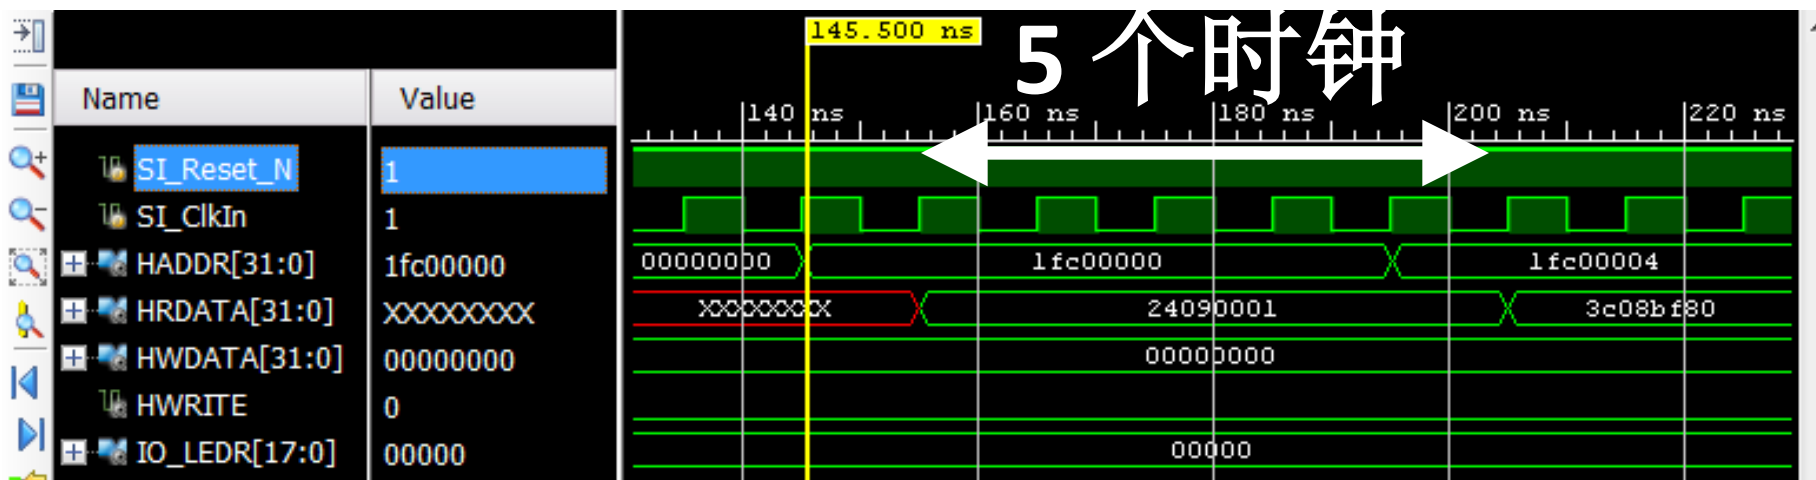 145.500 ns
5 个时钟
Name Value
140 ns 160 ns 180 ns 200 ns 220 ns
SI_Reset_N 1
SI_ClkIn 1
HADDR[31:0] 1fc00000 00000000 1fc00000 1fc00004
HRDATA[31:0] XXXXXXXX XXXXXXXX 24090001 3c08bf80
HWDATA[31:0] 00000000 00000000
HWRITE 0
IO_LEDR[17:0] 00000 00000